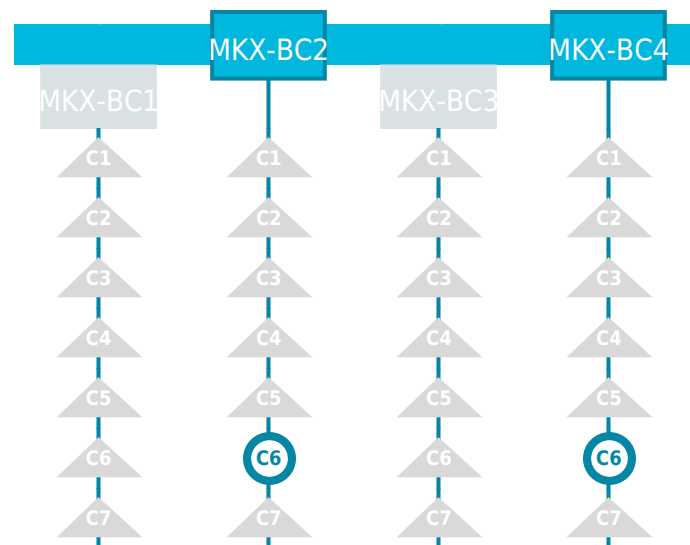 MKX-BC2 MKX-BC4
MKX-BC1 MKX-BC3
C1 C1 C1 C1
C2 C2 C2 C2
C3 C3 C3 C3
C4 C4 C4 C4
C5 C5 C5 C5
C6 C6 C6 C6
C7 C7 C7 C7